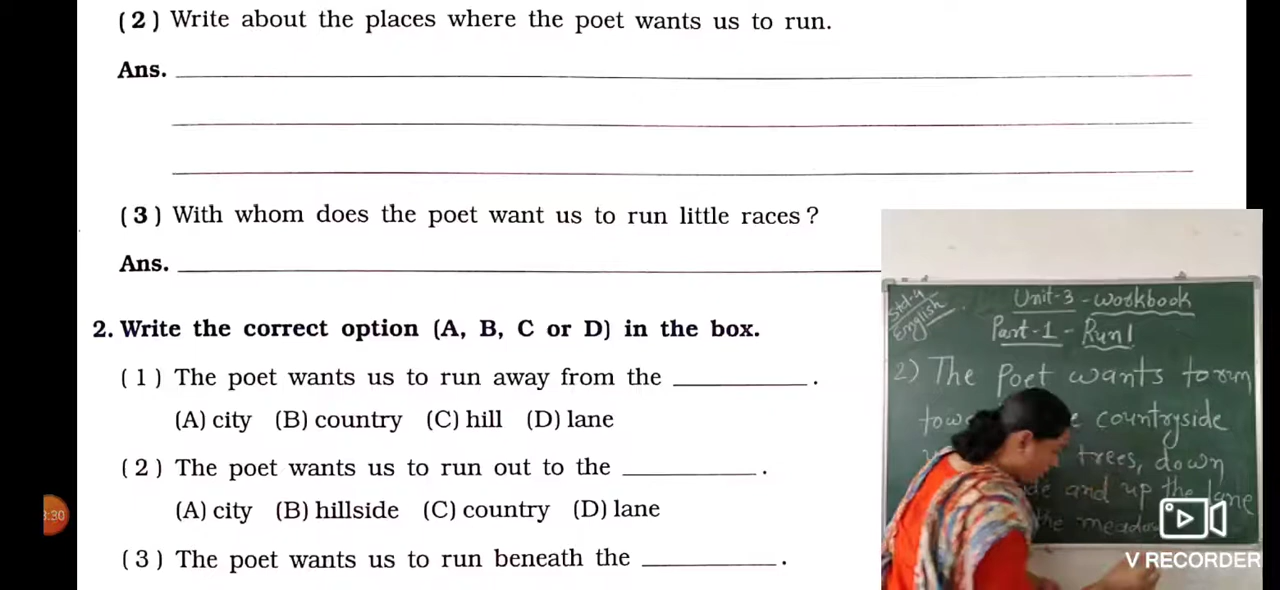 (2) Write about the places where the poet wants us to run.
Ans.
(3) With whom does the poet want us to run little races?
Ans.
2. Write the correct option (A, B, C or D) in the box.
(1) The poet wants us to run away from the ________.
(A) city (B) country (C) hill (D) lane
(2) The poet wants us to run out to the ________.
(A) city (B) hillside (C) country (D) lane
(3) The poet wants us to run beneath the ________.
:30
Std-4
English
Unit-3 - workbook
Part-1 - Run!
2) The Poet wants to run
countryside
trees, down
and up the lane
the
V RECORDER